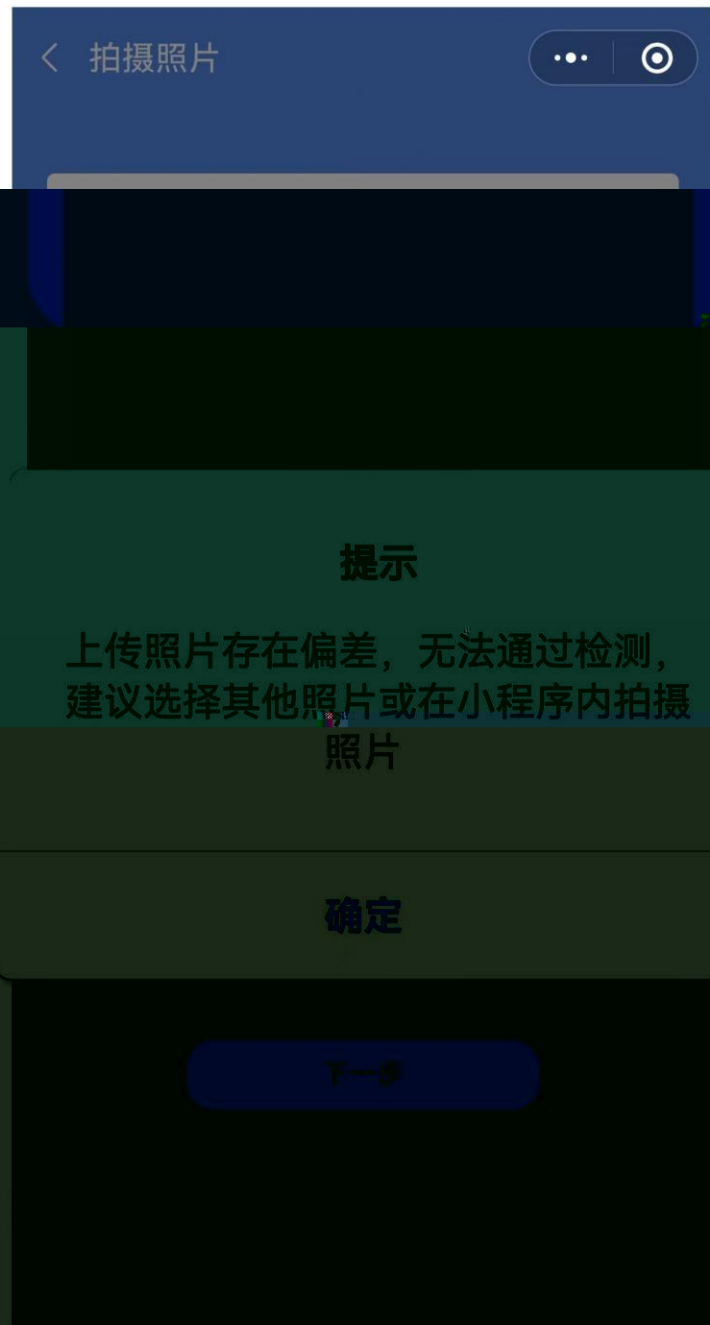 拍摄照片
提示
上传照片存在偏差，无法通过检测，
建议选择其他照片或在小程序内拍摄
照片
确定
下一步